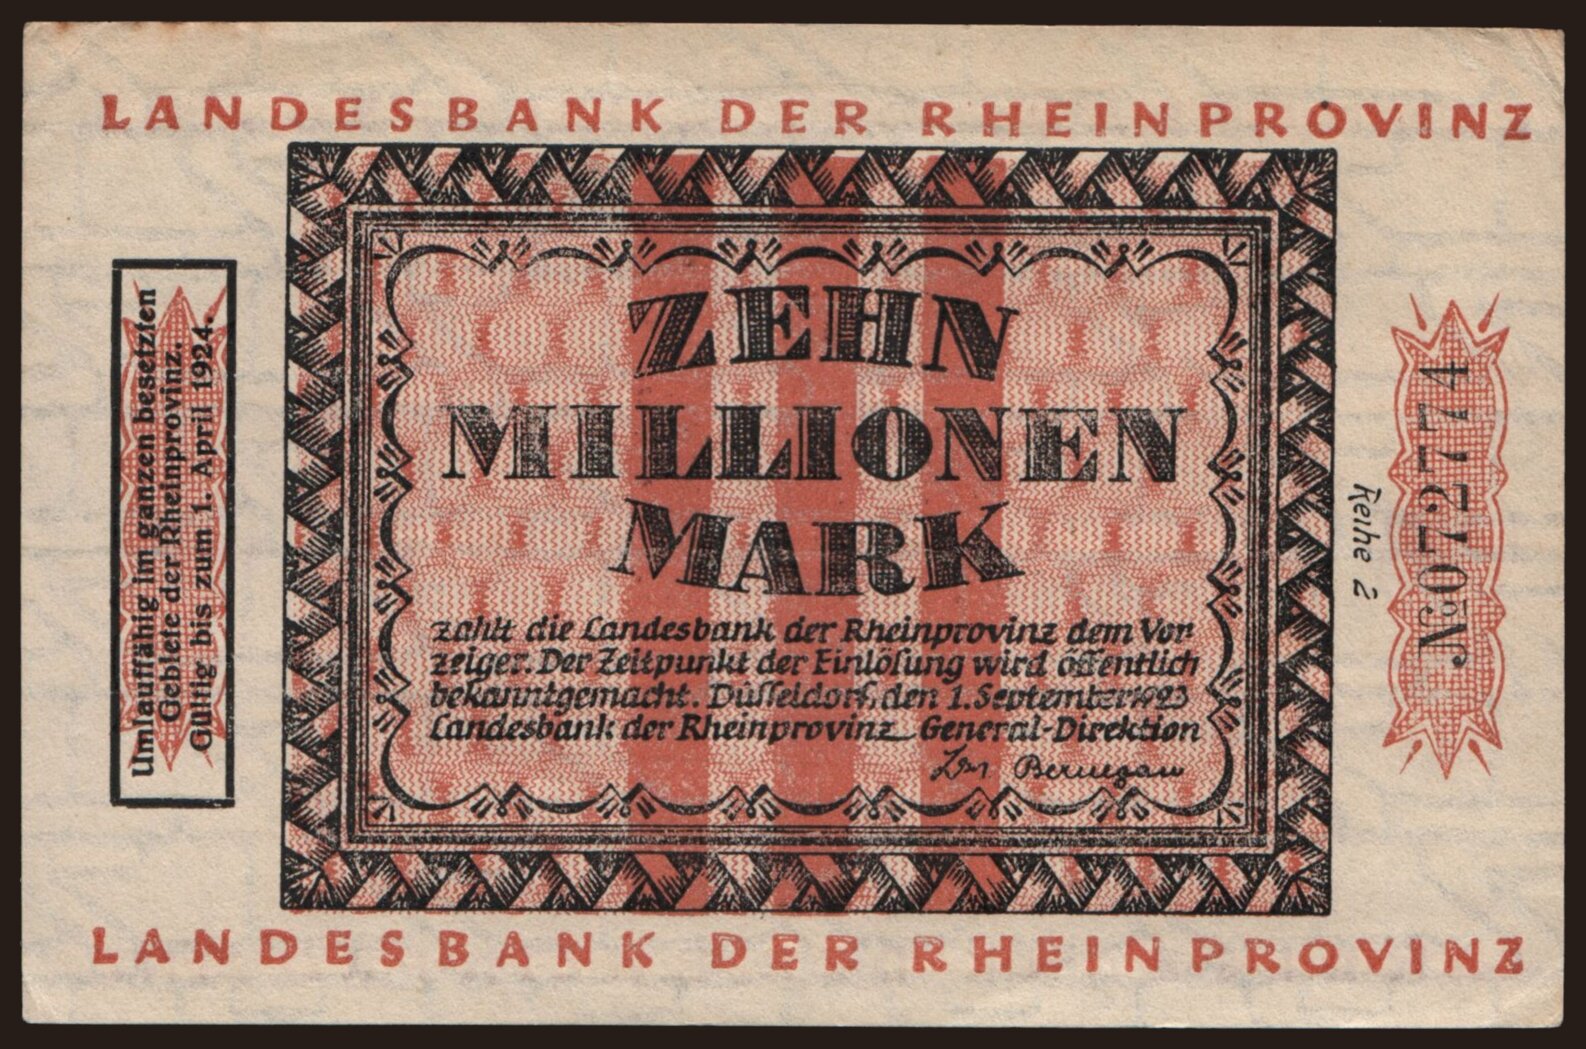 LANDESBANK DER RHEINPROVINZ
Umlauffähig im ganzen besetzten
Gebiete der Rheinprovinz.
Gültig bis zum 1. April 1924.
ZEHN
MILLIONEN
MARK
zahlt die Landesbank der Rheinprovinz dem Vor
zeiger. Der Zeitpunkt der Einlösung wird öffentlich
bekanntgemacht. Düsseldorf, den 1. September 1923
Landesbank der Rheinprovinz General-Direktion
Bernegau
Reihe 2
№072774
LANDESBANK DER RHEINPROVINZ